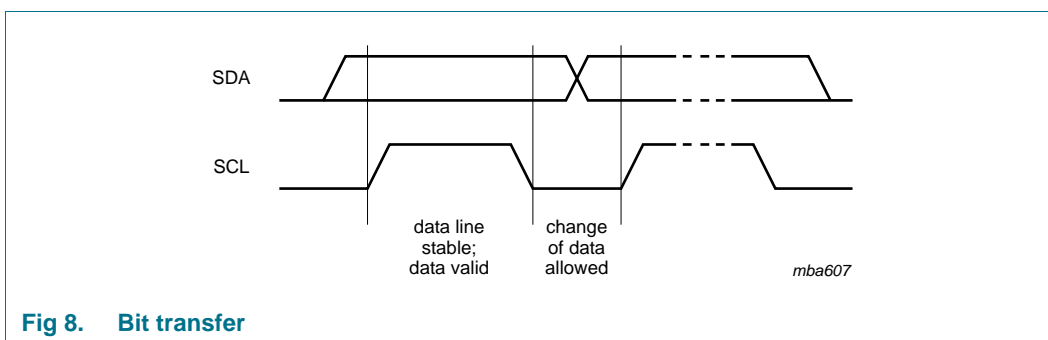 SDA
SCL
data line
stable;
data valid
change
of data
allowed
mba607
Fig 8. Bit transfer